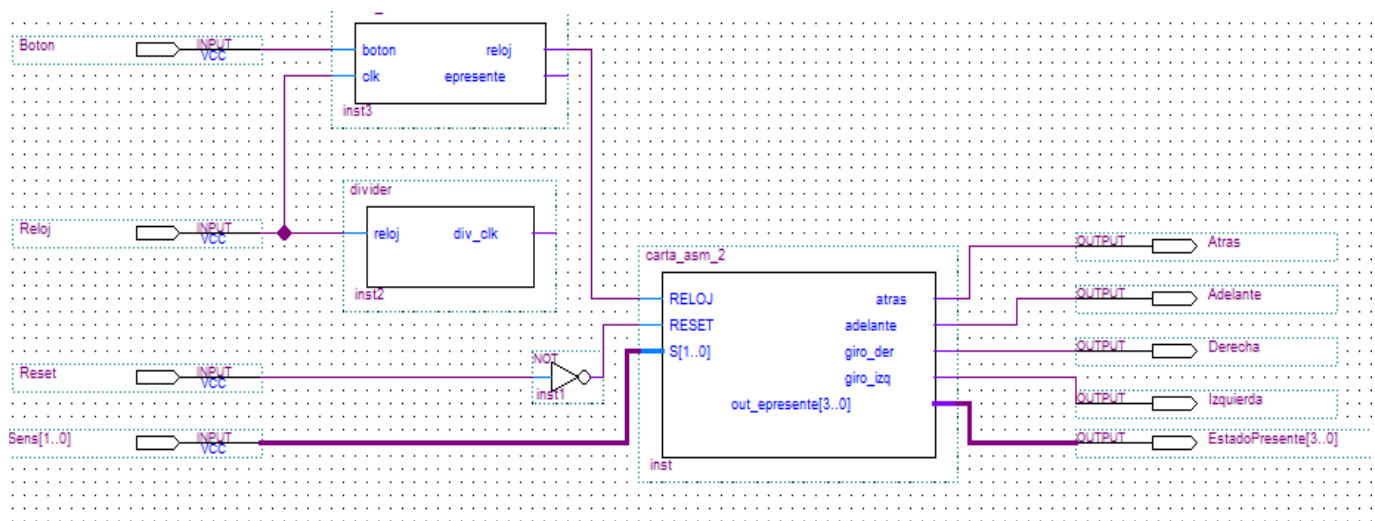 Boton
INPUT
VCC
boton
reloj
clk
epresente
inst3
divider
Reloj
INPUT
VCC
reloj
div_clk
inst2
carta_asm_2
RELOJ
atras
RESET
adelante
S[1..0]
giro_der
giro_izq
out_epresente[3..0]
inst
OUTPUT
Atras
OUTPUT
Adelante
OUTPUT
Derecha
OUTPUT
Izquierda
OUTPUT
EstadoPresente[3..0]
Reset
INPUT
VCC
NOT
inst1
Sens[1..0]
INPUT
VCC